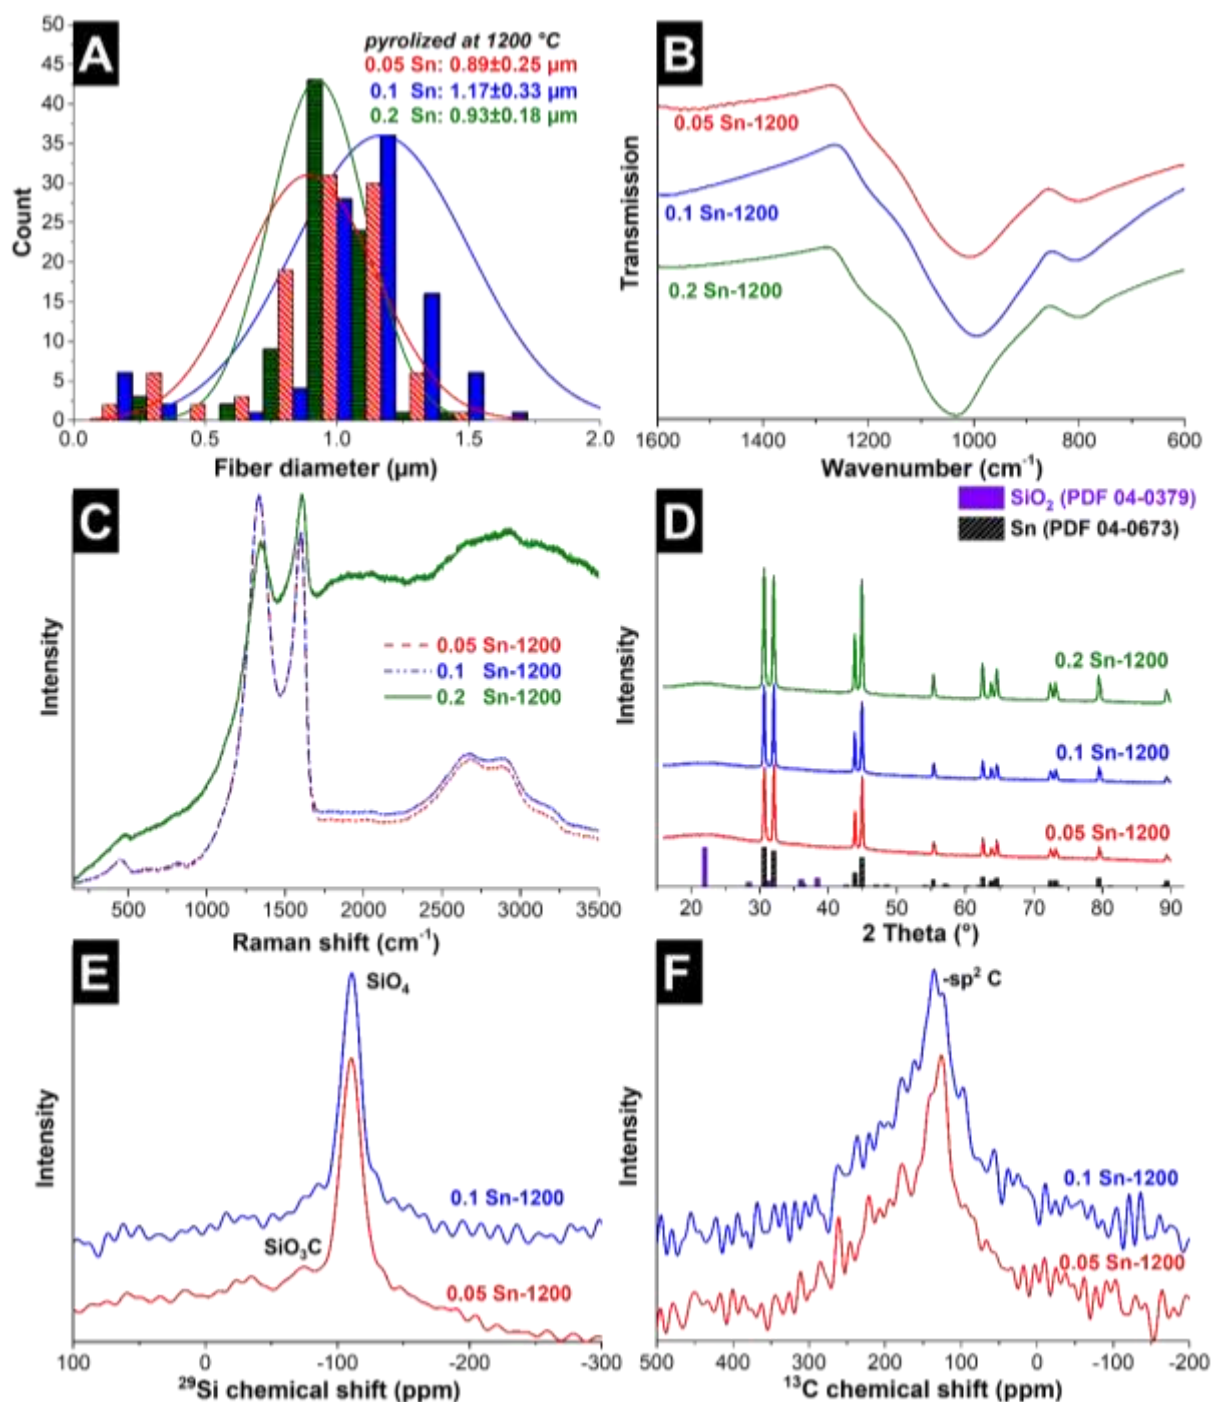 A
pyrolized at 1200 °C
0.05 Sn: 0.89±0.25 µm
0.1 Sn: 1.17±0.33 µm
0.2 Sn: 0.93±0.18 µm
Count
50
45
40
35
30
25
20
15
10
5
0
0.0 0.5 1.0 1.5 2.0
Fiber diameter (µm)
B
0.05 Sn-1200
0.1 Sn-1200
0.2 Sn-1200
Transmission
1600 1400 1200 1000 800 600
Wavenumber (cm⁻¹)
C
0.05 Sn-1200
0.1 Sn-1200
0.2 Sn-1200
Intensity
500 1000 1500 2000 2500 3000 3500
Raman shift (cm⁻¹)
D
SiO₂ (PDF 04-0379)
Sn (PDF 04-0673)
0.2 Sn-1200
0.1 Sn-1200
0.05 Sn-1200
Intensity
20 30 40 50 60 70 80 90
2 Theta (°)
E
SiO₄
0.1 Sn-1200
SiO₃C
0.05 Sn-1200
Intensity
100 0 -100 -200 -300
²⁹Si chemical shift (ppm)
F
-sp² C
0.1 Sn-1200
0.05 Sn-1200
Intensity
500 400 300 200 100 0 -100 -200
¹³C chemical shift (ppm)